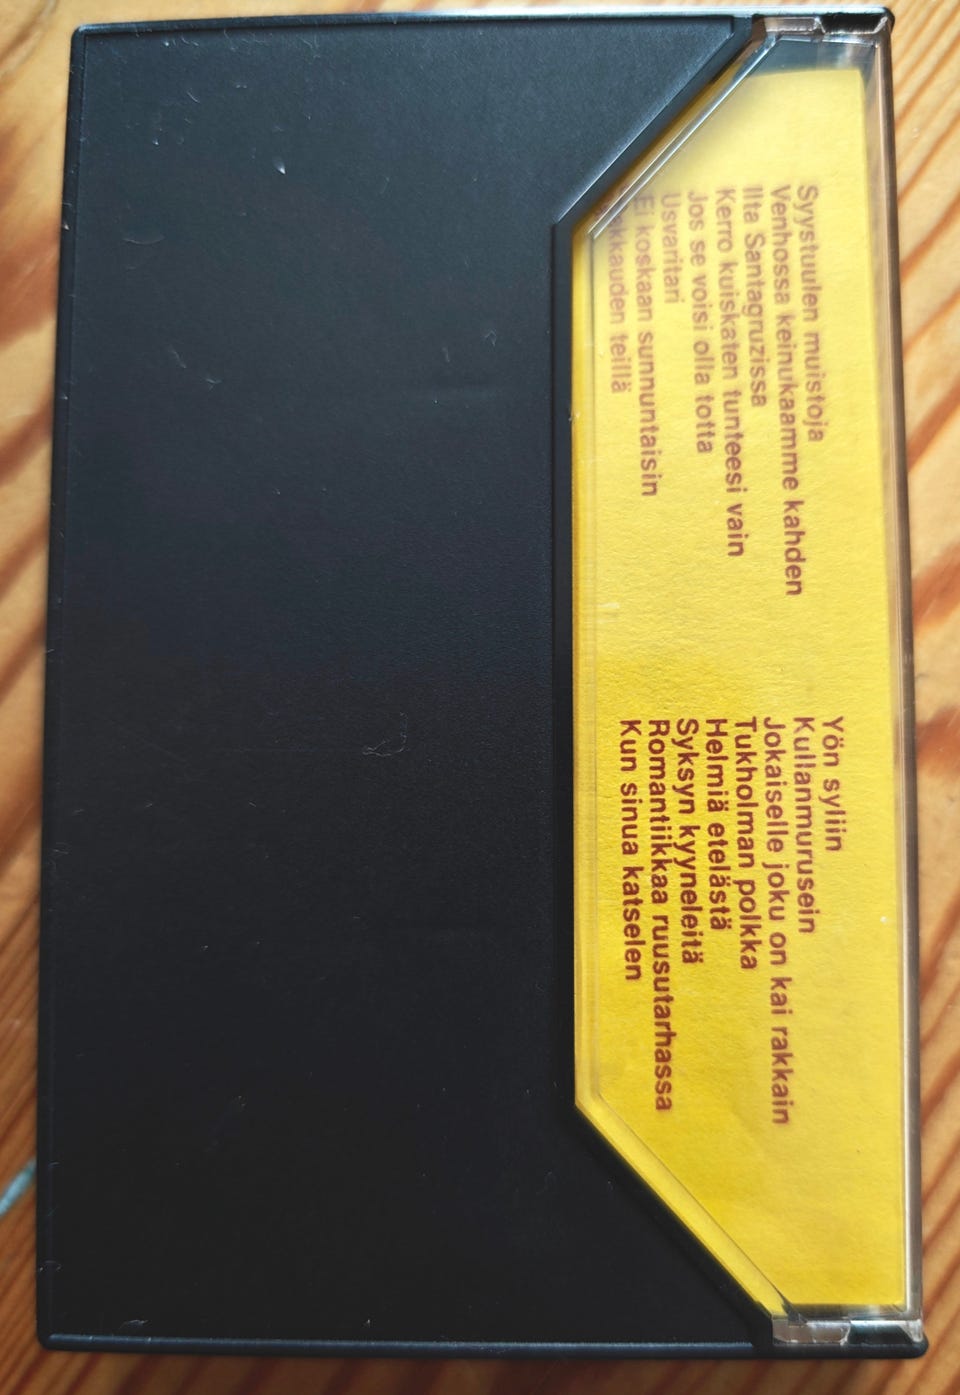 Syystuulen muistoja
Venhossa keinukaamme kahden
Ilta Santagruzissa
Kerro kuiskaten tunteesi vain
Jos se voisi olla totta
Usvaritari
Ei koskaan sunnuntaisin
teillä
Yön syliin
Kullanmurusein
Jokaiselle joku on kai rakkain
Tukholman polkka
Helmiä etelästä
Syksyn kyyneleitä
Romantiikkaa ruusutarhassa
Kun sinua katselen